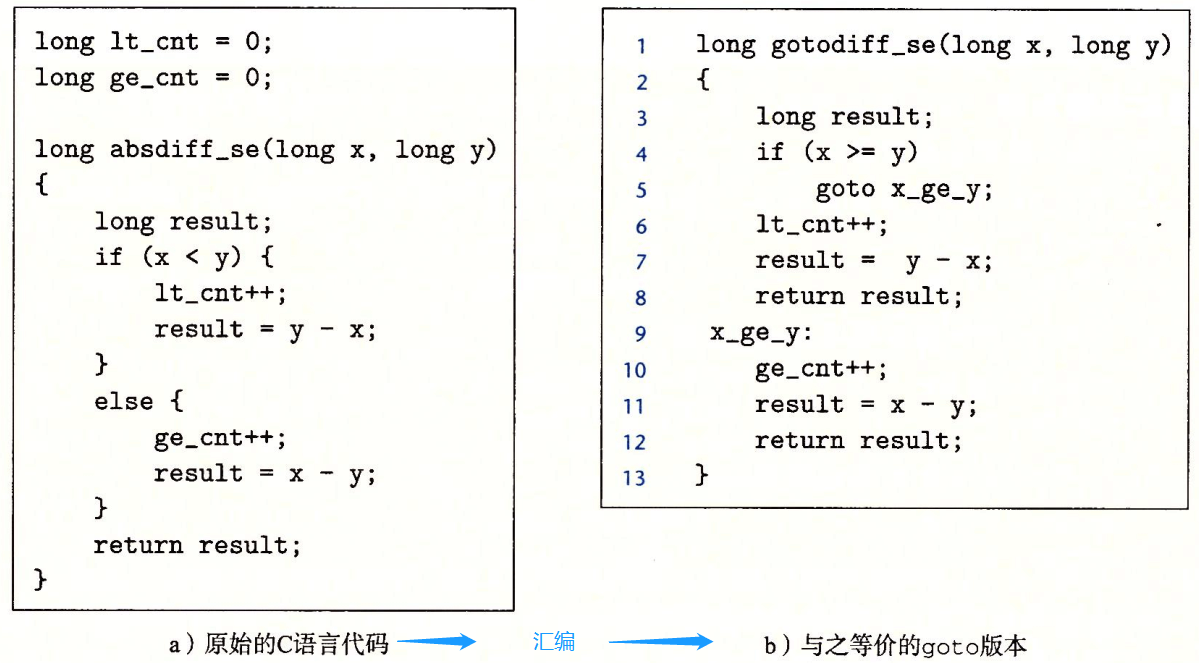 long lt_cnt = 0;
long ge_cnt = 0;
long absdiff_se(long x, long y)
{
    long result;
    if (x < y) {
        lt_cnt++;
        result = y - x;
    }
    else {
        ge_cnt++;
        result = x - y;
    }
    return result;
}
a）原始的C语言代码
汇编
1 long gotodiff_se(long x, long y)
2 {
3     long result;
4     if (x >= y)
5         goto x_ge_y;
6     lt_cnt++;
7     result =  y - x;
8     return result;
9  x_ge_y:
10     ge_cnt++;
11     result = x - y;
12     return result;
13 }
b）与之等价的goto版本